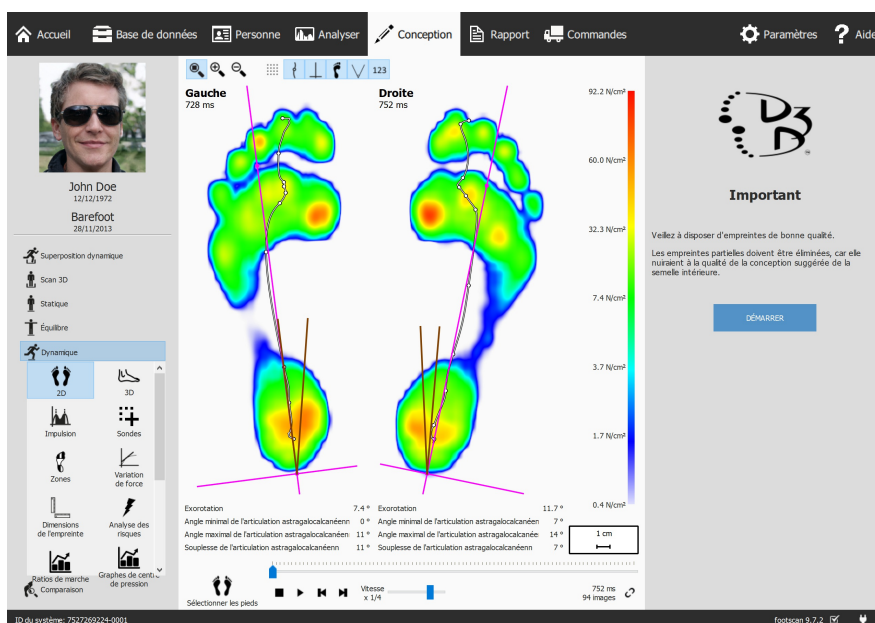 Accueil
Base de données
Personne
Analyser
Conception
Rapport
Commandes
Paramètres
Aide
John Doe
12/12/1972
Barefoot
28/11/2013
Superposition dynamique
Scan 3D
Statique
Équilibre
Dynamique
2D
3D
Impulsion
Sondes
Zones
Variation
de force
Dimensions
de l'empreinte
Analyse des
risques
Ratios de marche
Graphes de centre
de pression
Comparaison
123
Gauche
728 ms
Droite
752 ms
92.2 N/cm²
60.0 N/cm²
32.3 N/cm²
7.4 N/cm²
3.7 N/cm²
1.7 N/cm²
0.4 N/cm²
Exorotation 7.4 °
Angle minimal de l'articulation astragalocalcanéenn 0 °
Angle maximal de l'articulation astragalocalcanéen 11 °
Souplesse de l'articulation astragalocalcanéenn 11 °
Exorotation 11.7 °
Angle minimal de l'articulation astragalocalcanéen 7 °
Angle maximal de l'articulation astragalocalcanée 14 °
Souplesse de l'articulation astragalocalcanéenn 7 °
1 cm
Sélectionner les pieds
Vitesse
x 1/4
752 ms
94 images
D3D
Important
Veillez à disposer d'empreintes de bonne qualité.
Les empreintes partielles doivent être éliminées, car elle
nuiraient à la qualité de la conception suggérée de la
semelle intérieure.
DÉMARRER
ID du système: 7527269224-0001
footscan 9.7.2